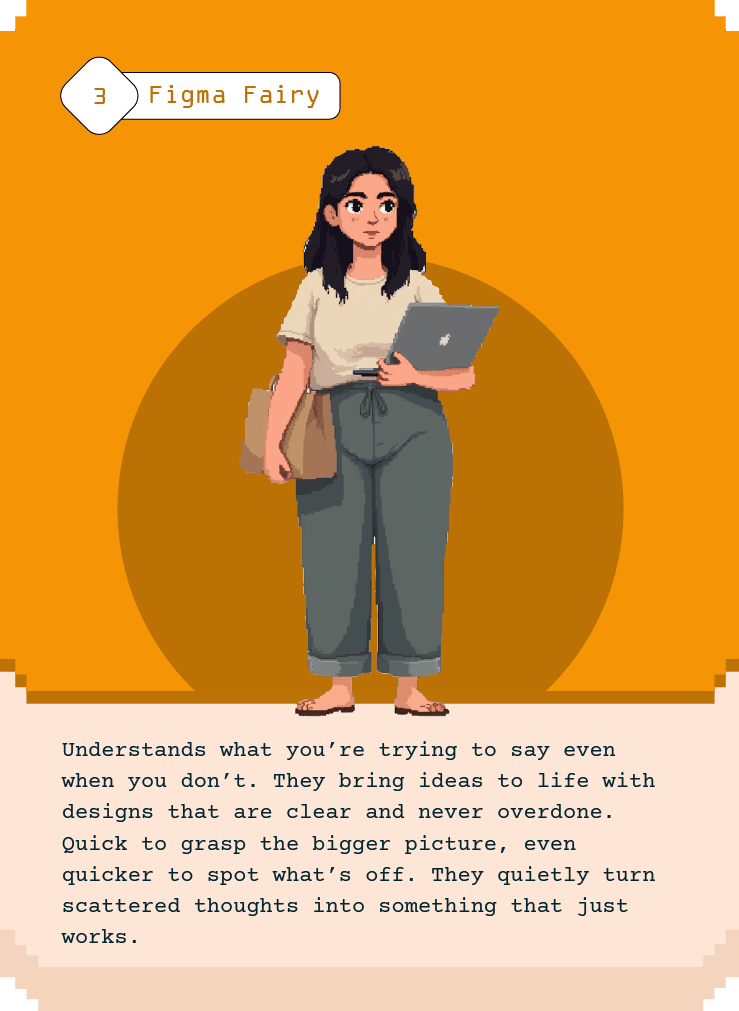 3
Figma Fairy
Understands what you’re trying to say even
when you don’t. They bring ideas to life with
designs that are clear and never overdone.
Quick to grasp the bigger picture, even
quicker to spot what’s off. They quietly turn
scattered thoughts into something that just
works.